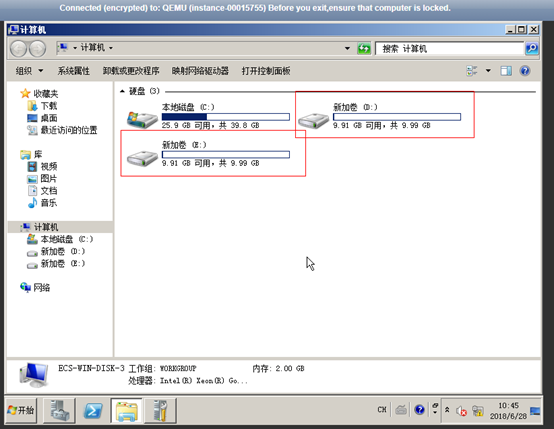 Connected (encrypted) to: QEMU (instance-00015755) Before you exit,ensure that computer is locked.
计算机
计算机
搜索 计算机
组织 系统属性 卸载或更改程序 映射网络驱动器 打开控制面板
收藏夹
下载
桌面
最近访问的位置
库
视频
图片
文档
音乐
计算机
本地磁盘 (C:)
新加卷 (D:)
新加卷 (E:)
网络
硬盘 (3)
本地磁盘 (C:)
25.9 GB 可用，共 39.8 GB
新加卷 (D:)
9.91 GB 可用，共 9.99 GB
新加卷 (E:)
9.91 GB 可用，共 9.99 GB
ECS-WIN-DISK-3 工作组: WORKGROUP 内存: 2.00 GB
处理器: Intel(R) Xeon(R) Go...
开始
CH
10:45
2018/6/28